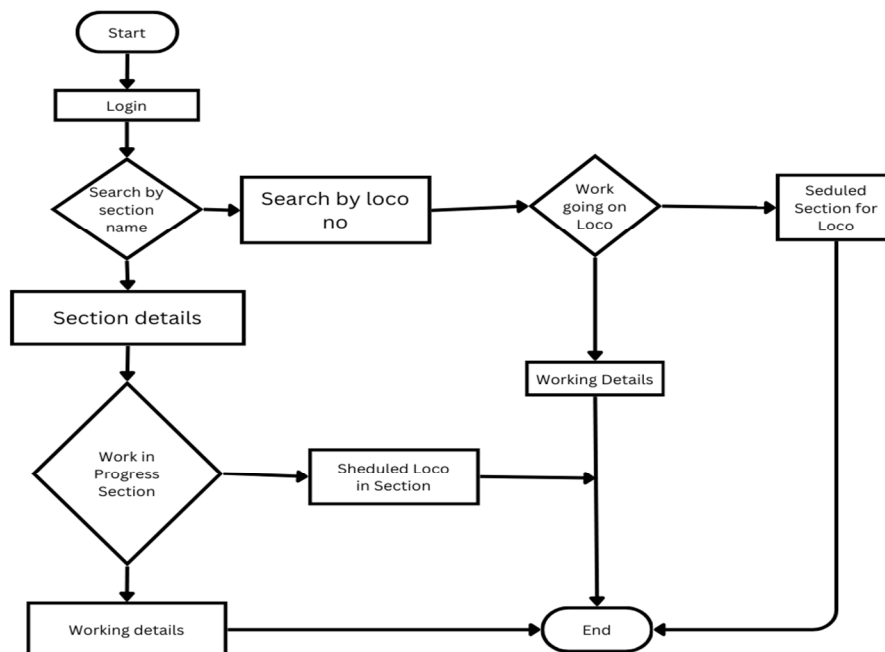 Start
Login
Search by
section
name
Search by loco
no
Work
going on
Loco
Seduled
Section for
Loco
Section details
Working Details
Work in
Progress
Section
Sheduled Loco
in Section
Working details
End